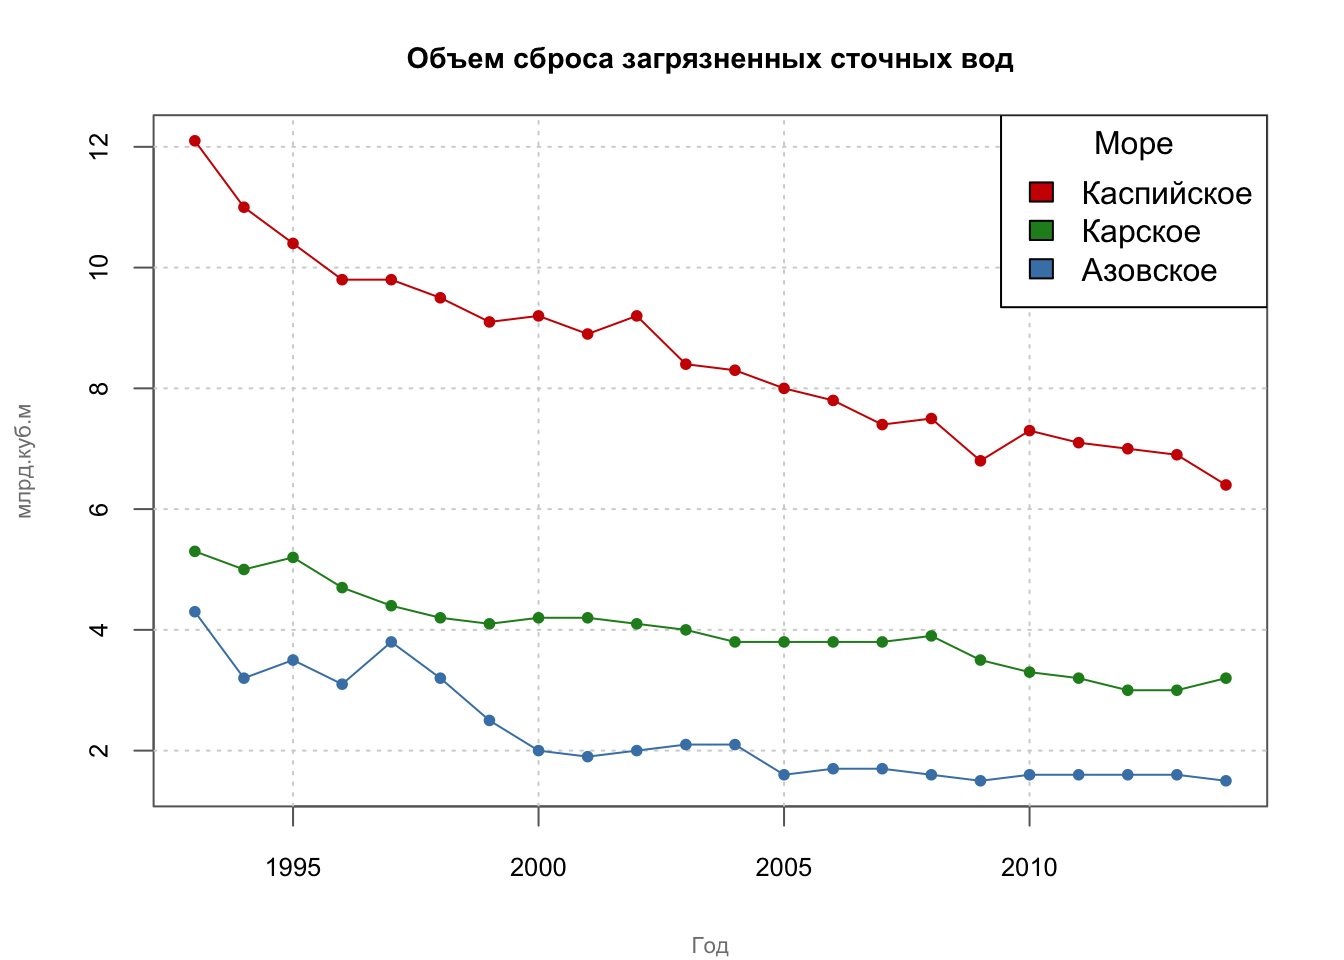 Объем сброса загрязненных сточных вод
Море
Каспийское
Карское
Азовское
12
10
8
6
4
2
млрд.куб.м
1995 2000 2005 2010
Год